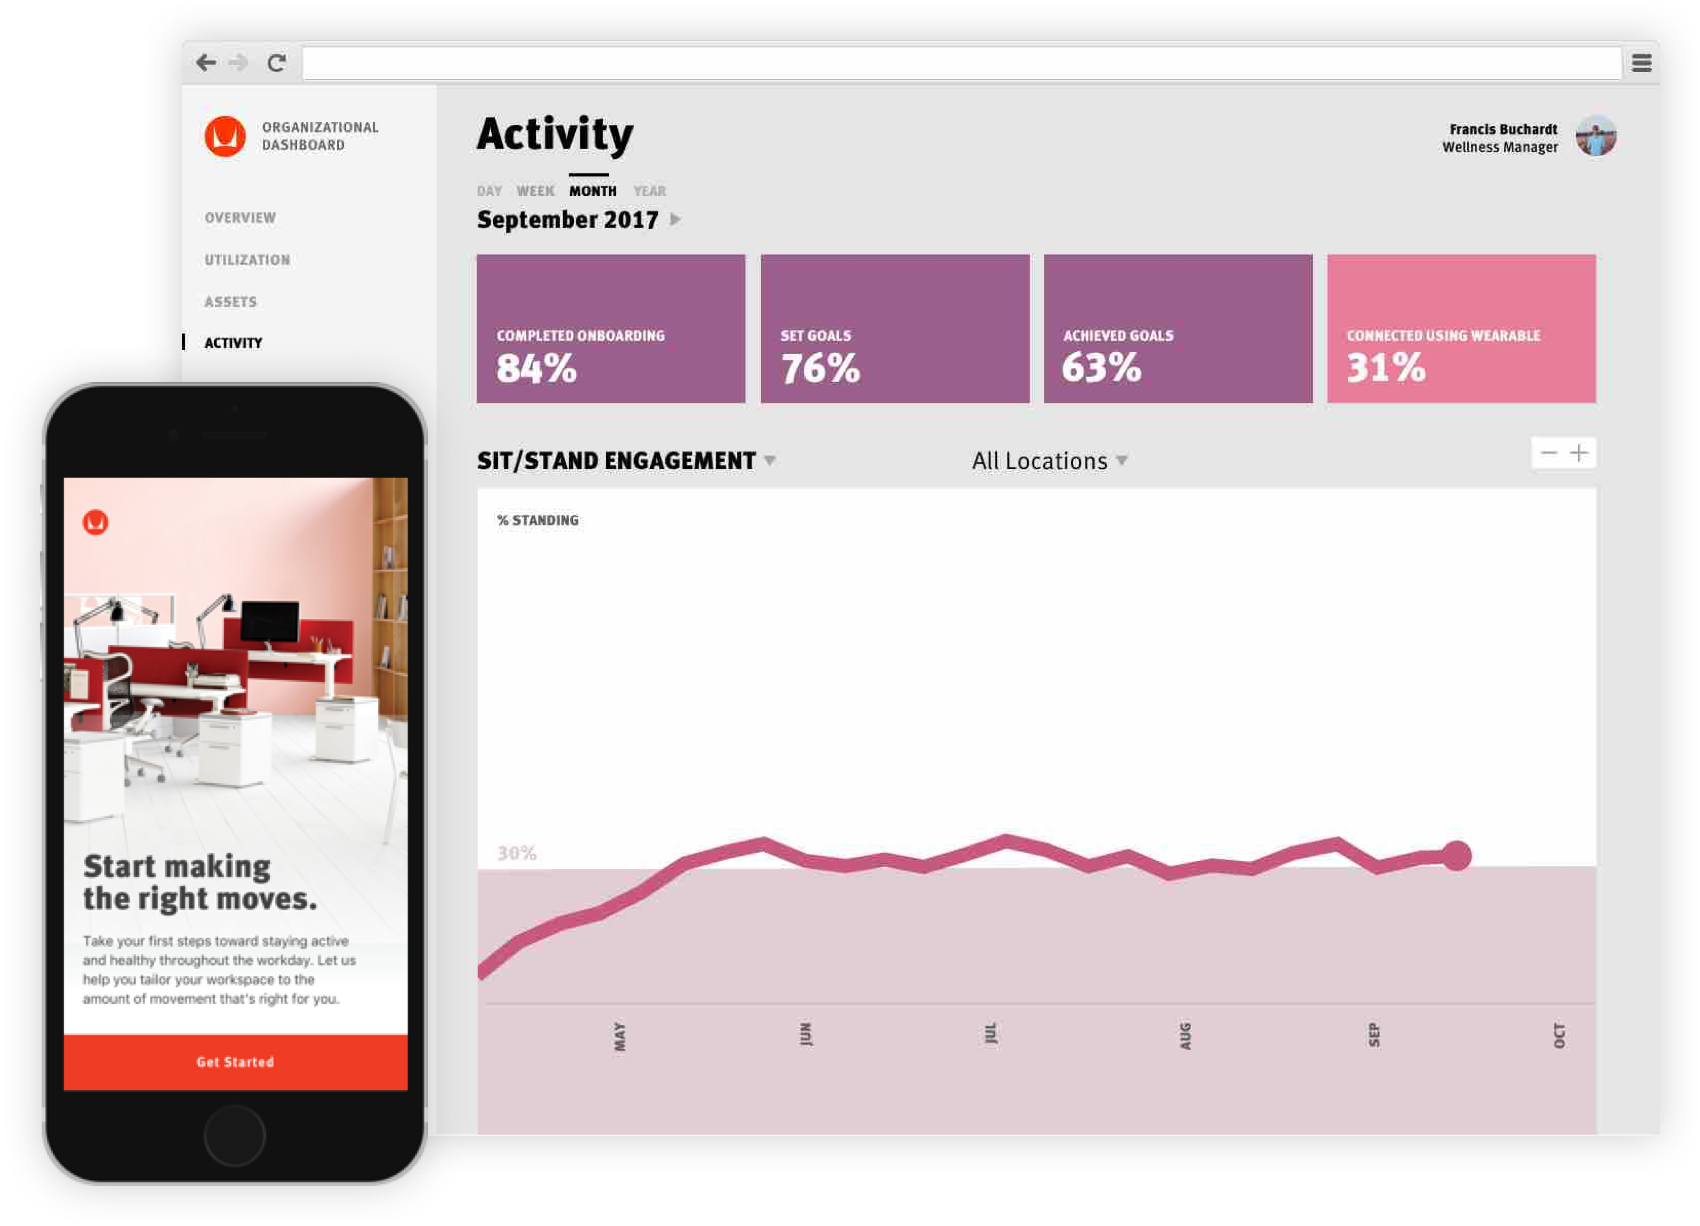 ORGANIZATIONAL
DASHBOARD
OVERVIEW
UTILIZATION
ASSETS
ACTIVITY
Activity
Francis Buchardt
Wellness Manager
DAY WEEK MONTH YEAR
September 2017
COMPLETED ONBOARDING
84%
SET GOALS
76%
ACHIEVED GOALS
63%
CONNECTED USING WEARABLE
31%
SIT/STAND ENGAGEMENT
All Locations
% STANDING
30%
MAY
JUN
JUL
AUG
SEP
OCT
Start making
the right moves.
Take your first steps toward staying active
and healthy throughout the workday. Let us
help you tailor your workspace to the
amount of movement that's right for you.
Get Started